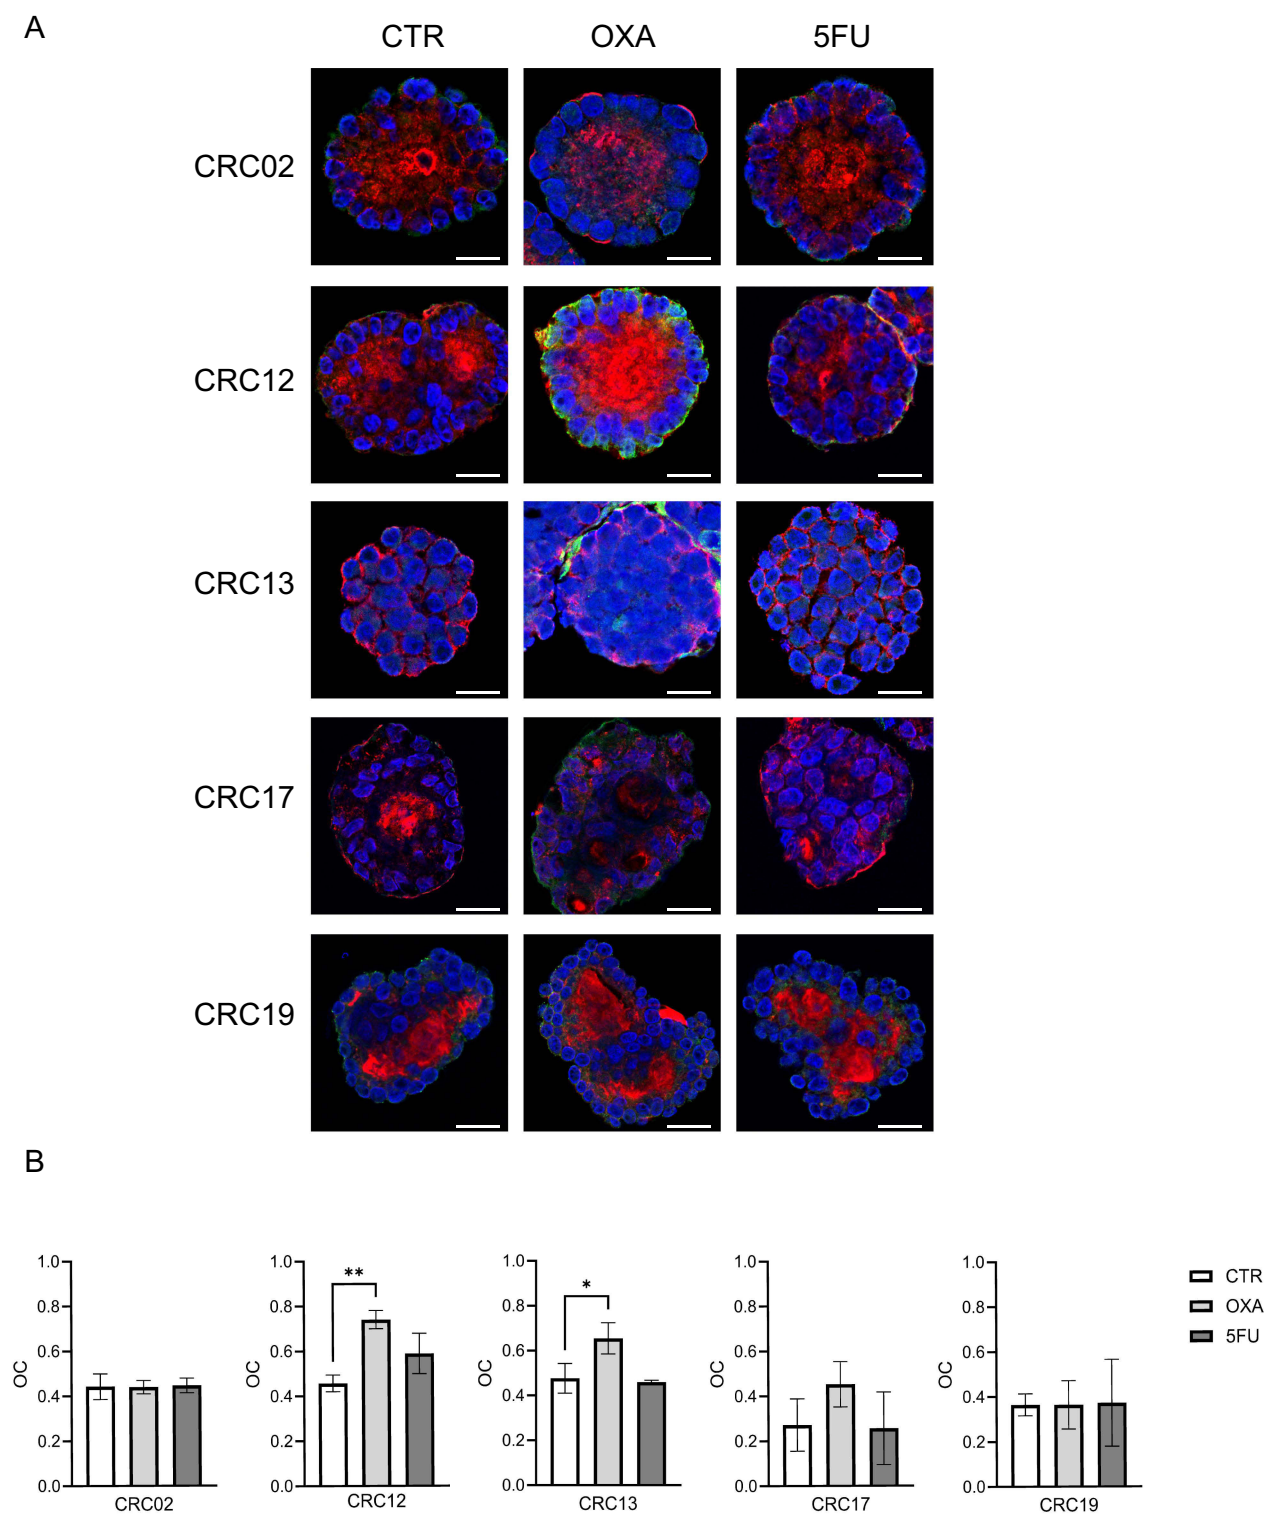 A
CTR OXA 5FU
CRC02
CRC12
CRC13
CRC17
CRC19
B
1.0 0.8 0.6 0.4 0.2 0.0 OC CRC02
1.0 0.8 0.6 0.4 0.2 0.0 OC ** CRC12
1.0 0.8 0.6 0.4 0.2 0.0 OC * CRC13
1.0 0.8 0.6 0.4 0.2 0.0 OC CRC17
1.0 0.8 0.6 0.4 0.2 0.0 OC CRC19
CTR
OXA
5FU